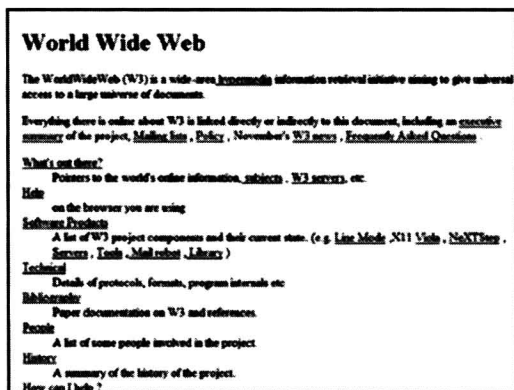 World Wide Web
The WorldWideWeb (W3) is a wide-area hypermedia information retrieval initiative aiming to give universal
access to a large universe of documents.
Everything there is online about W3 is linked directly or indirectly to this document, including an executive
summary of the project, Mailing lists , Policy , November's W3 news , Frequently Asked Questions .
What's out there?
Pointers to the world's online information, subjects , W3 servers, etc.
Help
on the browser you are using
Software Products
A list of W3 project components and their current state. (e.g. Line Mode ,X11 Viola , NeXTStep ,
Servers , Tools , Mail robot , Library )
Technical
Details of protocols, formats, program internals etc
Bibliography
Paper documentation on W3 and references.
People
A list of some people involved in the project.
History
A summary of the history of the project.
How can I help ?